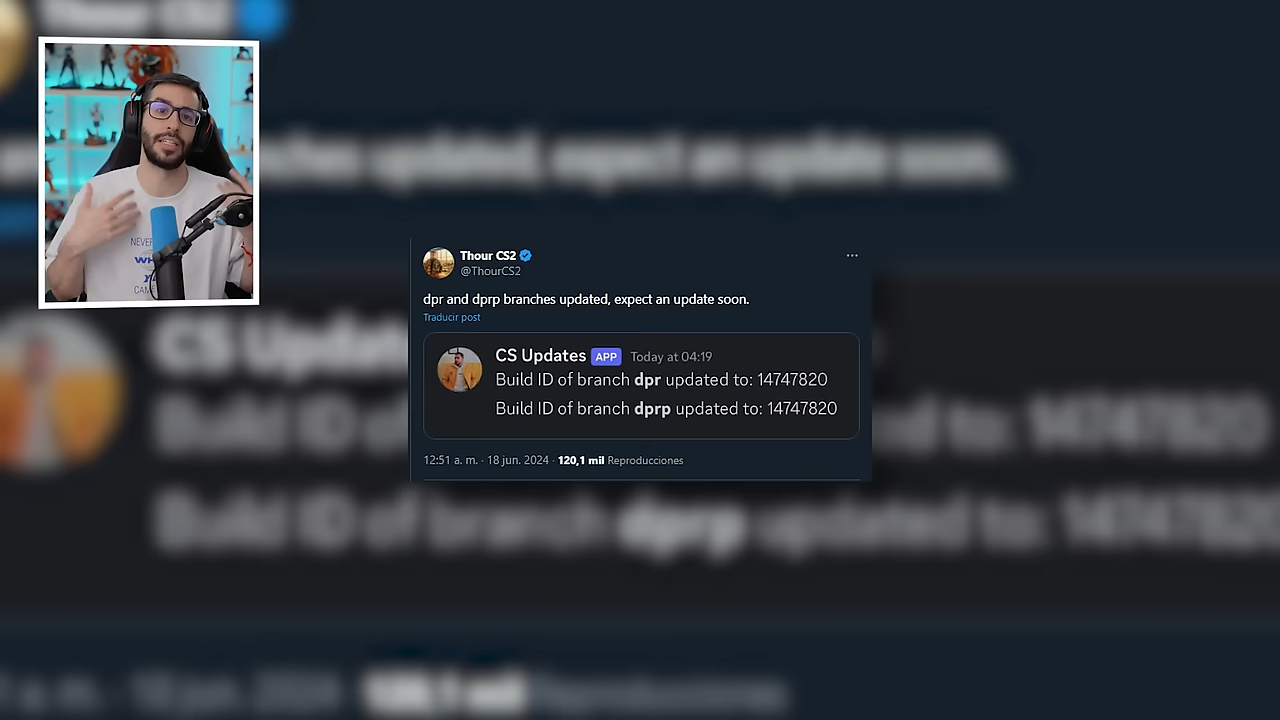 Thour CS2
@ThourCS2
dpr and dprp branches updated, expect an update soon.
Traducir post
CS Updates APP Today at 04:19
Build ID of branch dpr updated to: 14747820
Build ID of branch dprp updated to: 14747820
12:51 a. m. · 18 jun. 2024 · 120,1 mil Reproducciones
NEVER